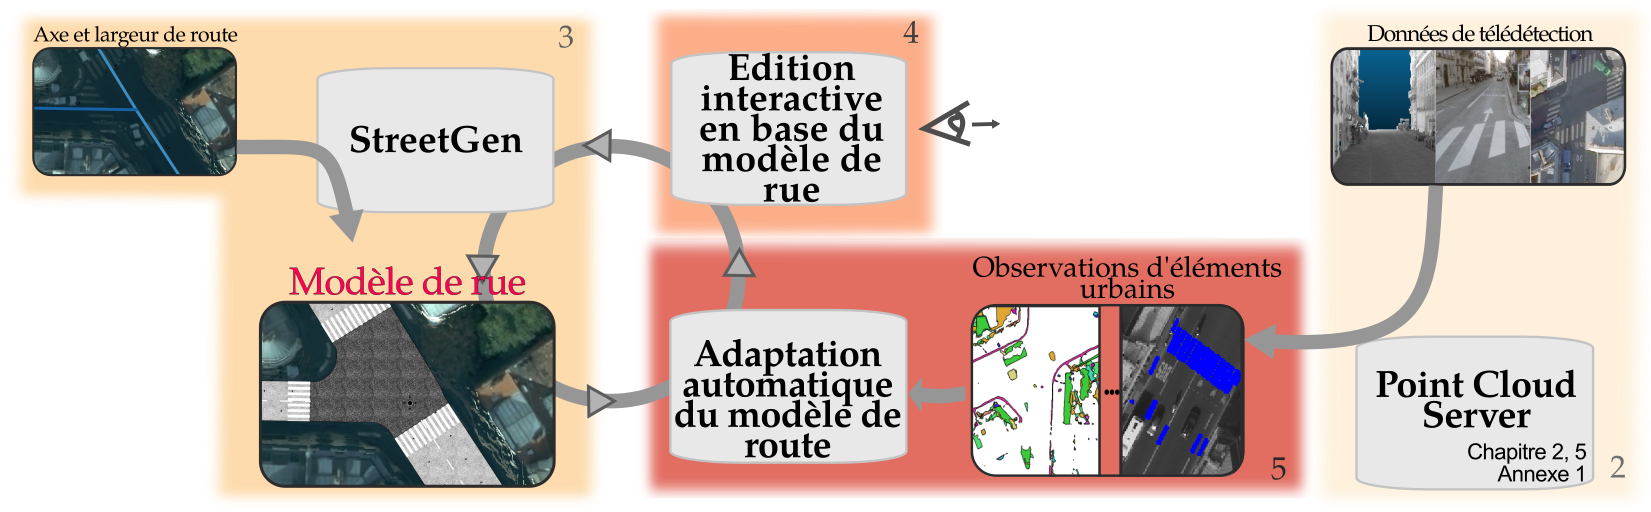 Axe et largeur de route
3
StreetGen
Modèle de rue
4
Edition
interactive
en base du
modèle de
rue
Adaptation
automatique
du modèle de
route
Observations d'éléments
urbains
...
5
Données de télédétection
Point Cloud
Server
Chapitre 2, 5
Annexe 1
2